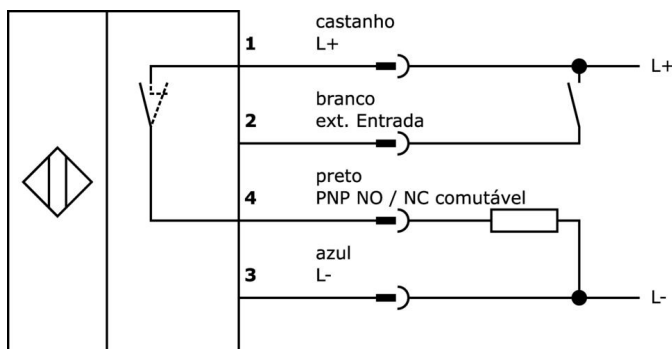 castanho
1 L+
L+
branco
2 ext. Entrada
preto
4 PNP NO / NC comutável
azul
3 L-
L-